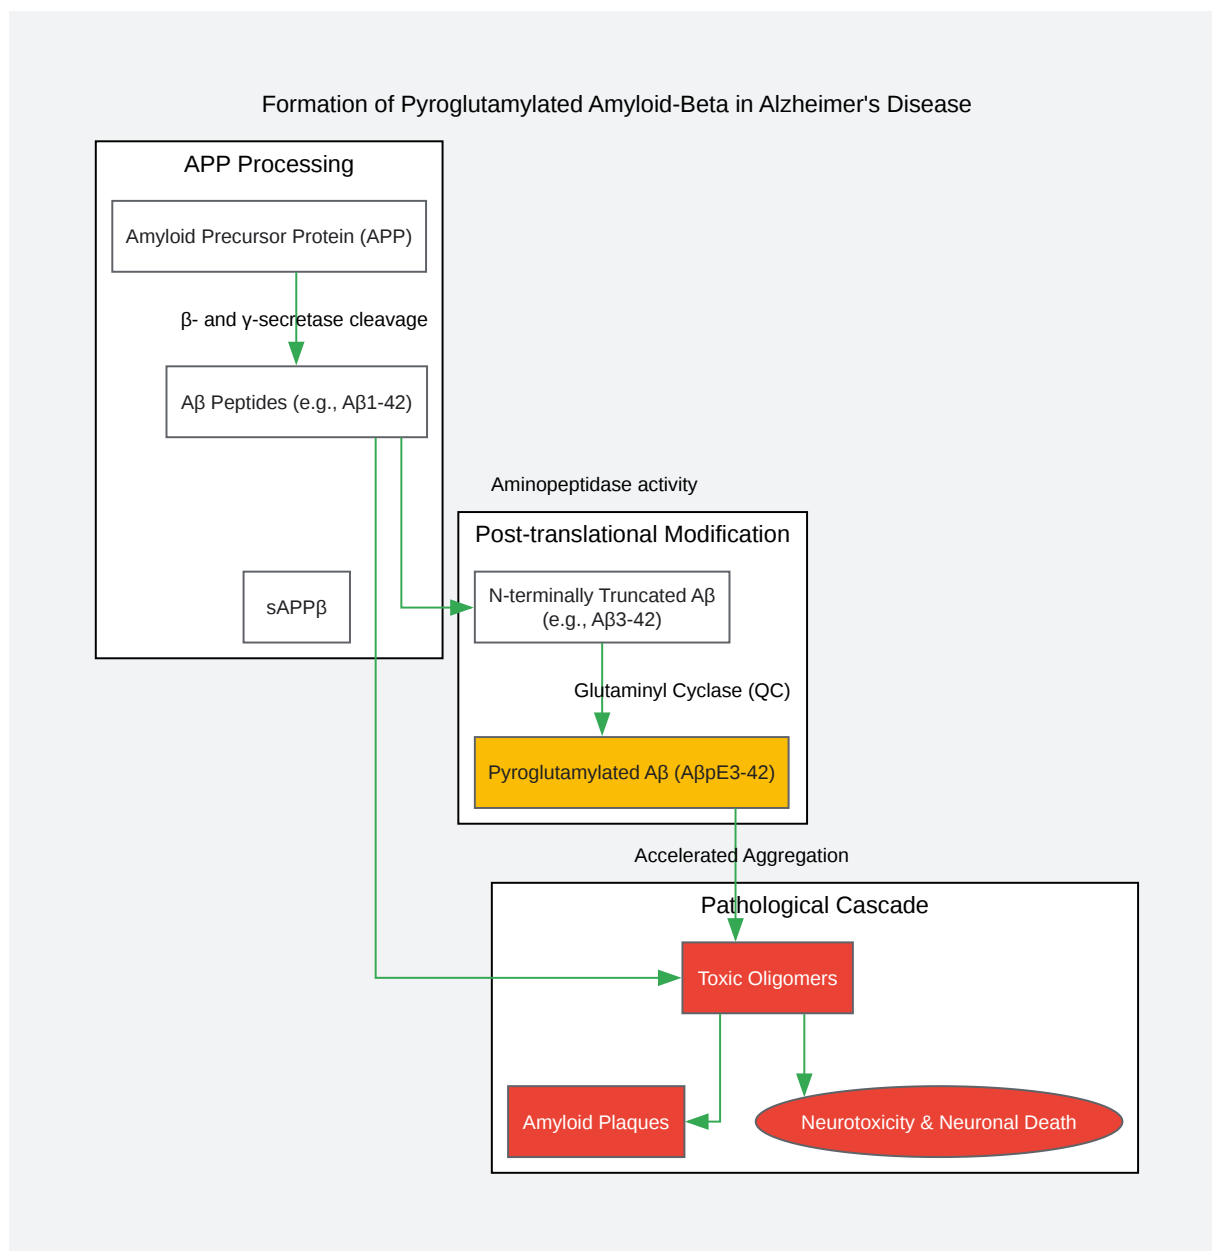 Formation of Pyroglutamylated Amyloid-Beta in Alzheimer's Disease
APP Processing
Amyloid Precursor Protein (APP)
β- and γ-secretase cleavage
Aβ Peptides (e.g., Aβ1-42)
Aminopeptidase activity
Post-translational Modification
sAPPβ
N-terminally Truncated Aβ
(e.g., Aβ3-42)
Glutaminyl Cyclase (QC)
Pyroglutamylated Aβ (AβpE3-42)
Accelerated Aggregation
Pathological Cascade
Toxic Oligomers
Amyloid Plaques
Neurotoxicity & Neuronal Death